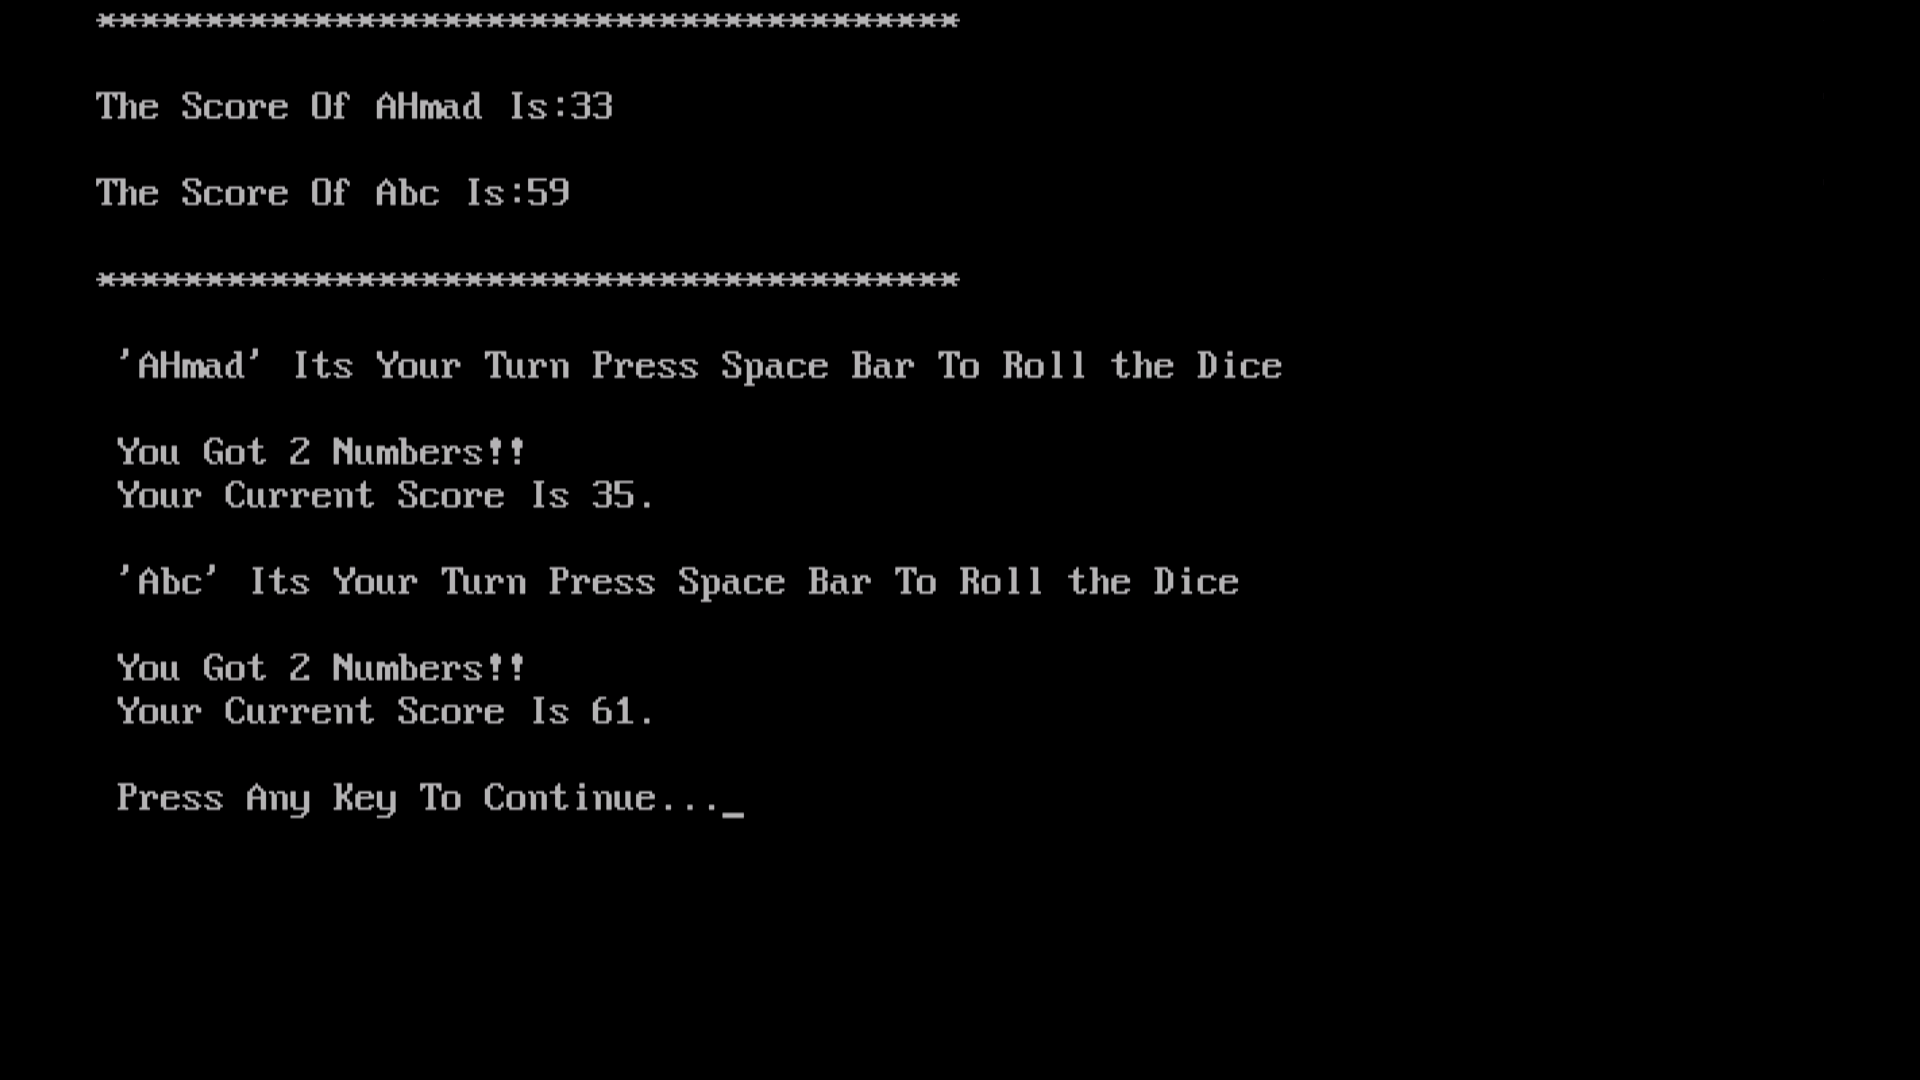 ****************************************
The Score Of AHmad Is:33
The Score Of Abc Is:59
****************************************
'AHmad' Its Your Turn Press Space Bar To Roll the Dice
You Got 2 Numbers!!
Your Current Score Is 35.
'Abc' Its Your Turn Press Space Bar To Roll the Dice
You Got 2 Numbers!!
Your Current Score Is 61.
Press Any Key To Continue..._